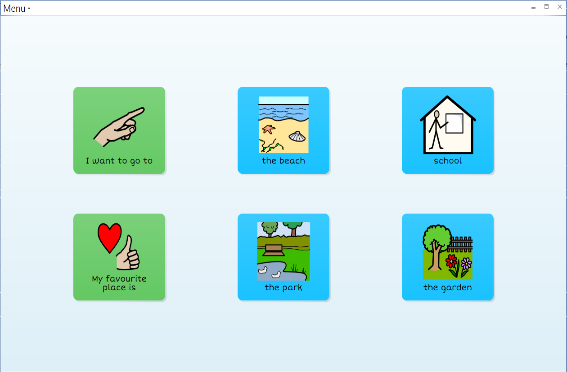 Menu -
I want to go to
the beach
school
My favourite
place is
the park
the garden